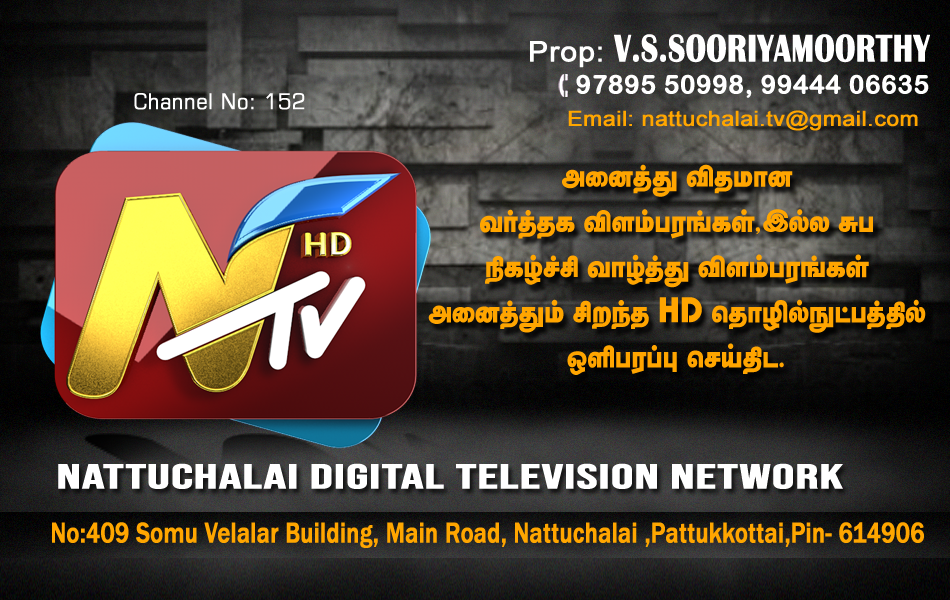 Prop: V.S.SOORIYAMOORTHY
97895 50998, 99444 06635
Email: nattuchalai.tv@gmail.com
Channel No: 152
N HD
TV
அனைத்து விதமான
வர்த்தக விளம்பரங்கள்,இல்ல சுப
நிகழ்ச்சி வாழ்த்து விளம்பரங்கள்
அனைத்தும் சிறந்த HD தொழில்நுட்பத்தில்
ஒளிபரப்பு செய்திட.
NATTUCHALAI DIGITAL TELEVISION NETWORK
No:409 Somu Velalar Building, Main Road, Nattuchalai ,Pattukkottai,Pin- 614906